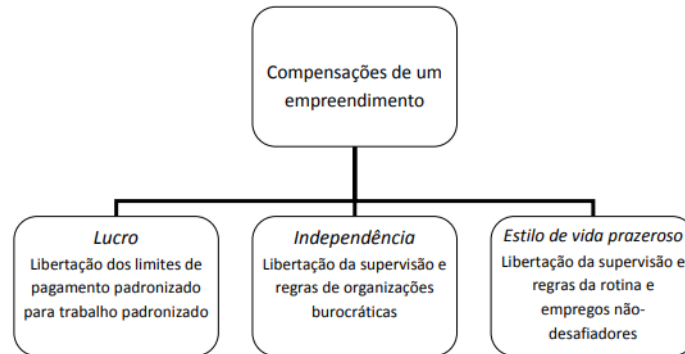 Compensações de um
empreendimento
Lucro
Libertação dos limites de
pagamento padronizado
para trabalho padronizado
Independência
Libertação da supervisão e
regras de organizações
burocráticas
Estilo de vida prazeroso
Libertação da supervisão e
regras da rotina e
empregos não-
desafiadores